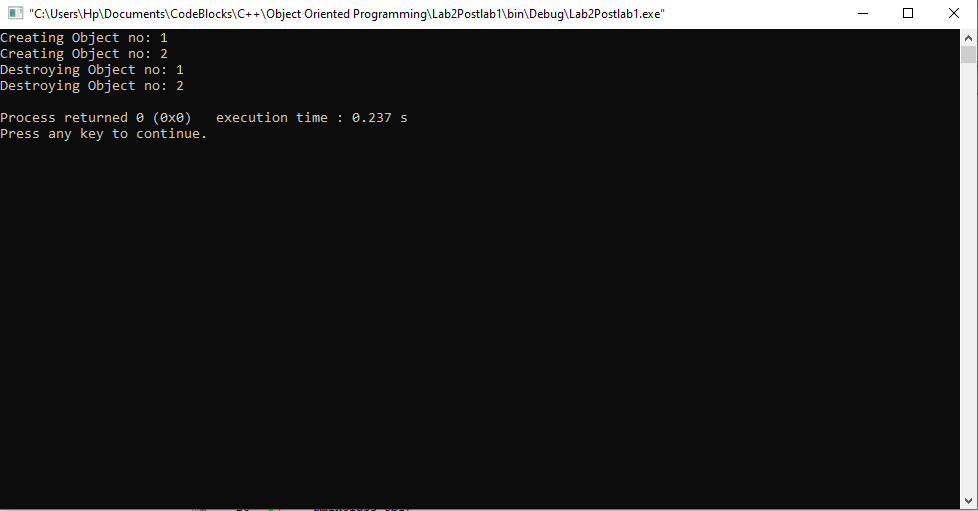 "C:\Users\Hp\Documents\CodeBlocks\C++\Object Oriented Programming\Lab2Postlab1\bin\Debug\Lab2Postlab1.exe"
Creating Object no: 1
Creating Object no: 2
Destroying Object no: 1
Destroying Object no: 2
Process returned 0 (0x0)   execution time : 0.237 s
Press any key to continue.